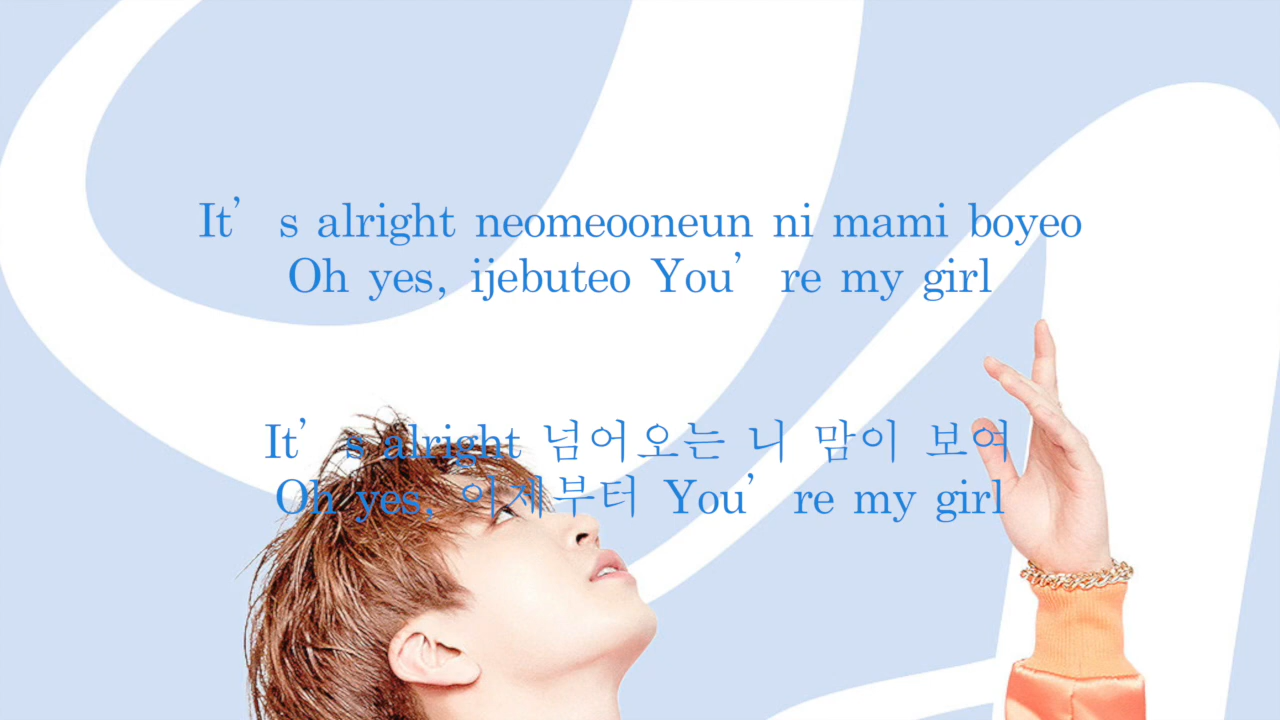 It’s alright neomeooneun ni mami boyeo
Oh yes, ijebuteo You’re my girl
It’s alright 넘어오는 니 맘이 보여
Oh yes, 이제부터 You’re my girl